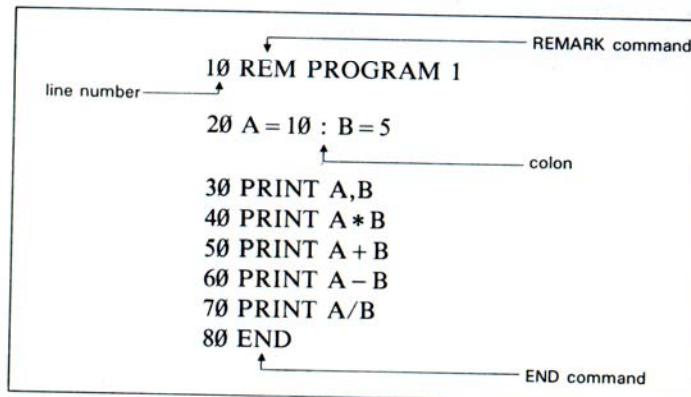 REMARK command
10 REM PROGRAM 1
line number
20 A = 10 : B = 5
colon
30 PRINT A,B
40 PRINT A * B
50 PRINT A + B
60 PRINT A − B
70 PRINT A/B
80 END
END command